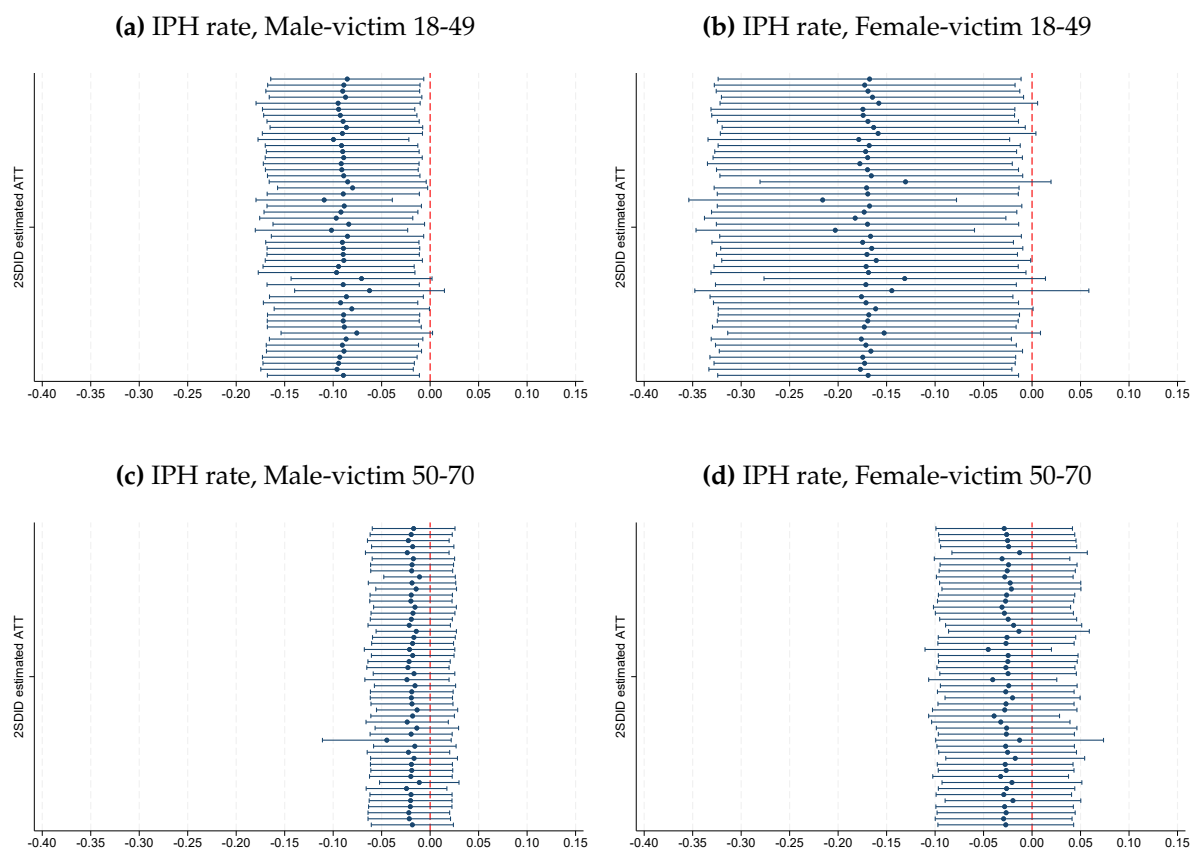 (a) IPH rate, Male-victim 18-49
2SDID estimated ATT
-0.40 -0.35 -0.30 -0.25 -0.20 -0.15 -0.10 -0.05 0.00 0.05 0.10 0.15
(b) IPH rate, Female-victim 18-49
2SDID estimated ATT
-0.40 -0.35 -0.30 -0.25 -0.20 -0.15 -0.10 -0.05 0.00 0.05 0.10 0.15
(c) IPH rate, Male-victim 50-70
2SDID estimated ATT
-0.40 -0.35 -0.30 -0.25 -0.20 -0.15 -0.10 -0.05 0.00 0.05 0.10 0.15
(d) IPH rate, Female-victim 50-70
2SDID estimated ATT
-0.40 -0.35 -0.30 -0.25 -0.20 -0.15 -0.10 -0.05 0.00 0.05 0.10 0.15